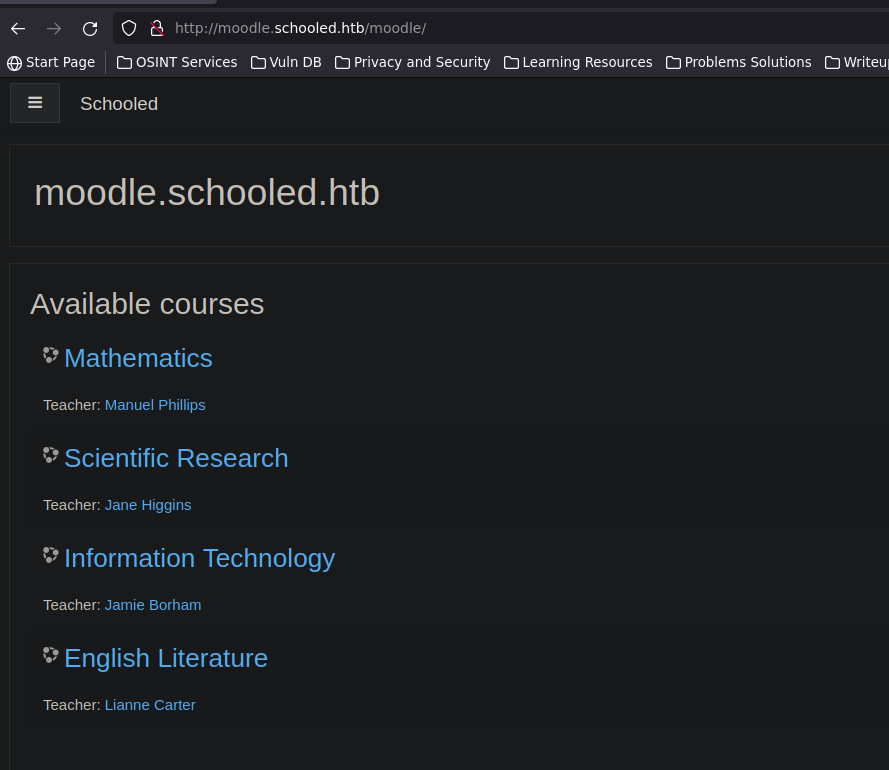 http://moodle.schooled.htb/moodle/
Start Page OSINT Services Vuln DB Privacy and Security Learning Resources Problems Solutions Writeu
Schooled
moodle.schooled.htb
Available courses
Mathematics
Teacher: Manuel Phillips
Scientific Research
Teacher: Jane Higgins
Information Technology
Teacher: Jamie Borham
English Literature
Teacher: Lianne Carter